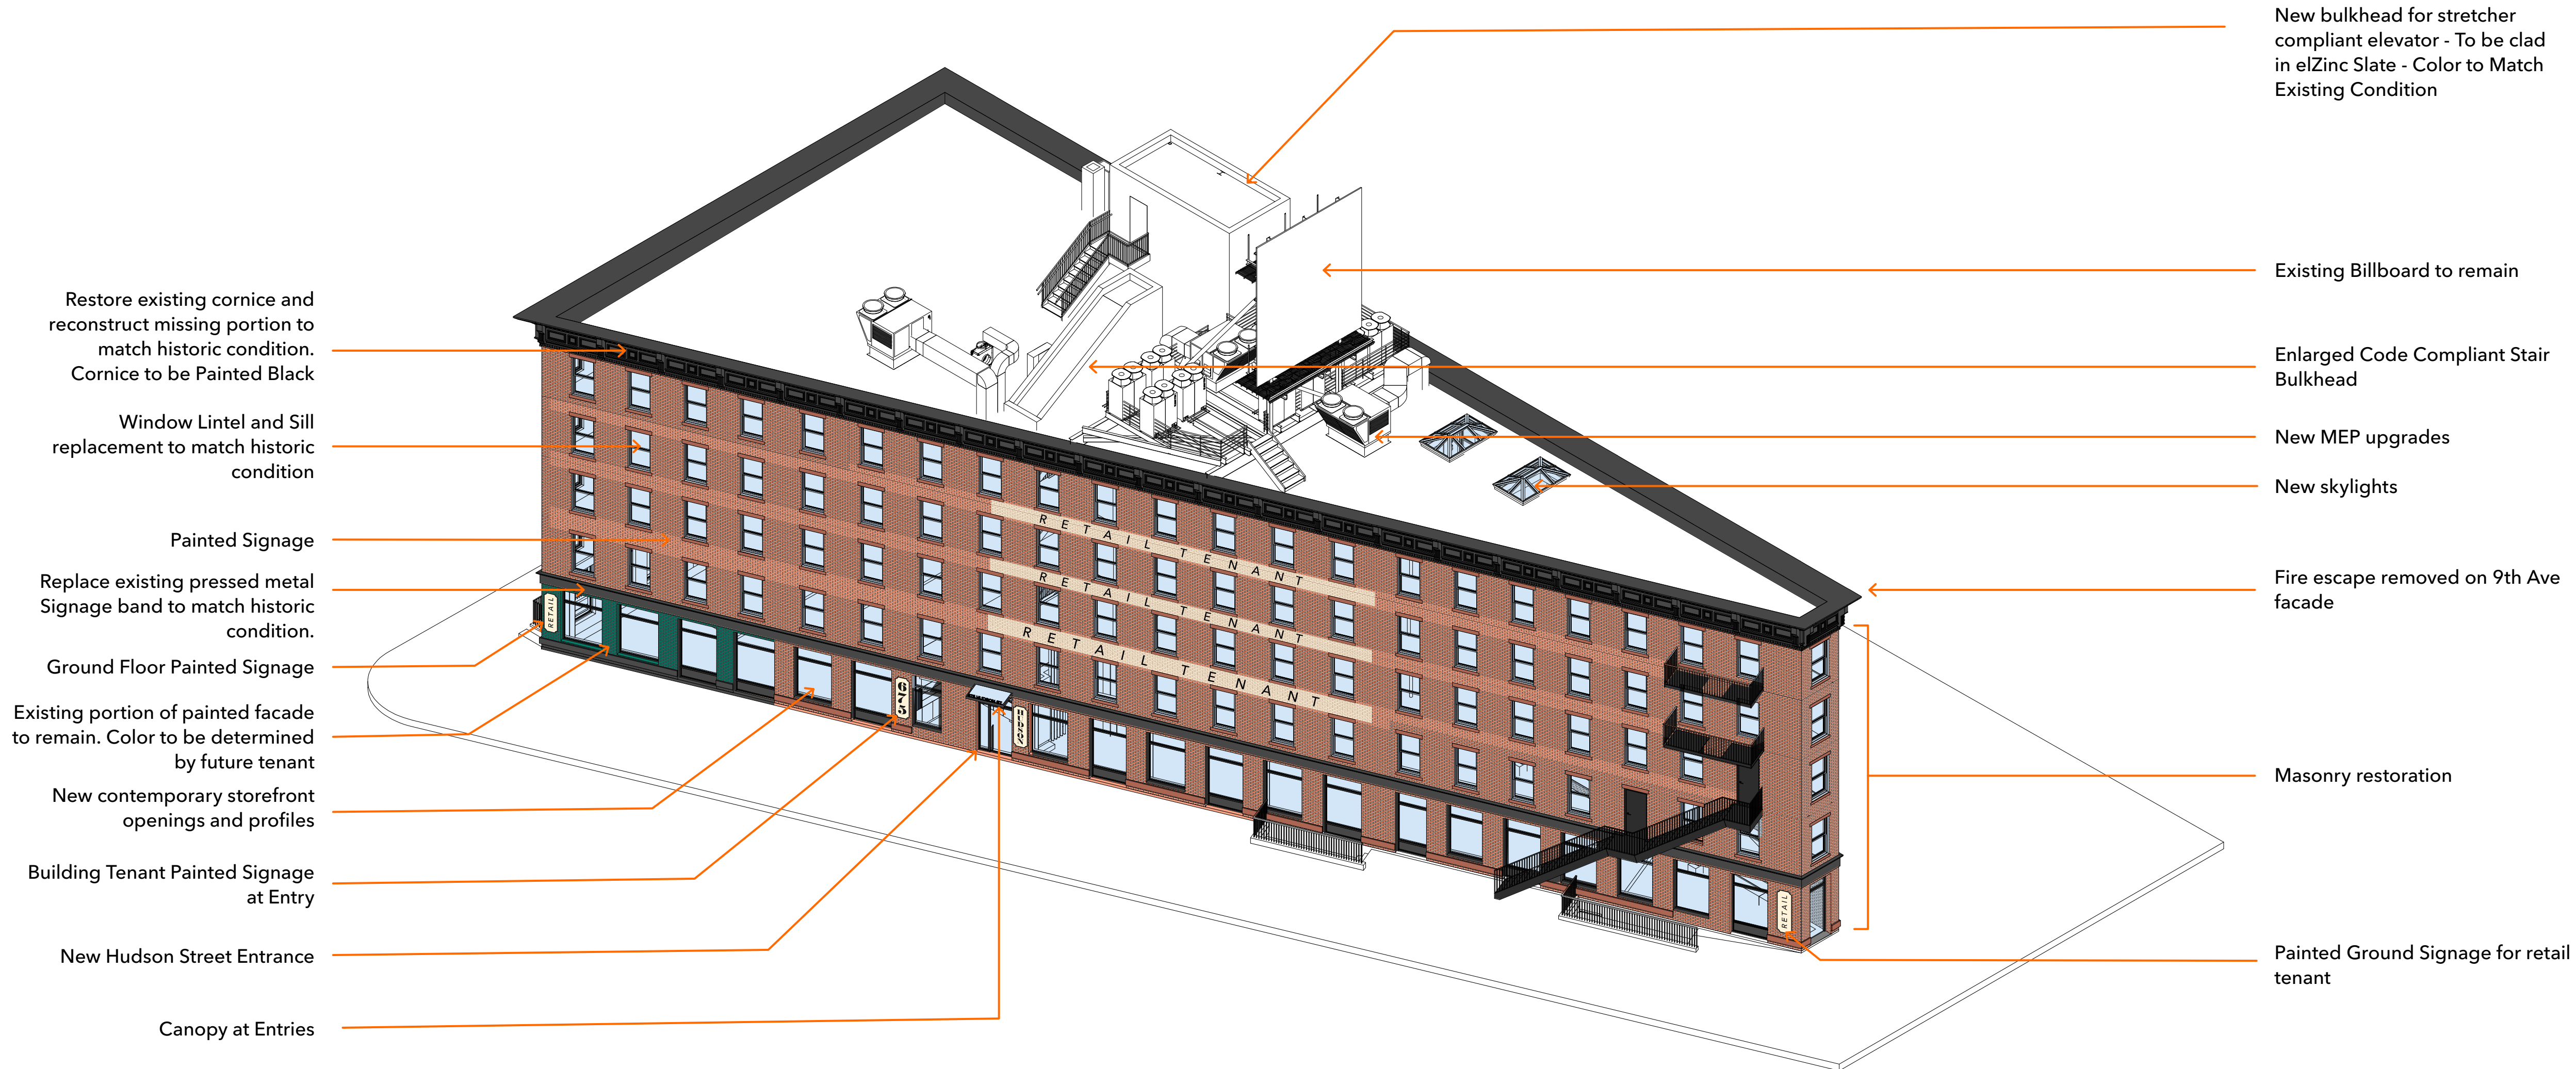 New bulkhead for stretcher
compliant elevator - To be clad
in elZinc Slate - Color to Match
Existing Condition
Existing Billboard to remain
Enlarged Code Compliant Stair
Bulkhead
New MEP upgrades
New skylights
Fire escape removed on 9th Ave
facade
Masonry restoration
Painted Ground Signage for retail
tenant
Restore existing cornice and
reconstruct missing portion to
match historic condition.
Cornice to be Painted Black
Window Lintel and Sill
replacement to match historic
condition
Painted Signage
Replace existing pressed metal
Signage band to match historic
condition.
Ground Floor Painted Signage
Existing portion of painted facade
to remain. Color to be determined
by future tenant
New contemporary storefront
openings and profiles
Building Tenant Painted Signage
at Entry
New Hudson Street Entrance
Canopy at Entries
RETAIL TENANT
RETAIL TENANT
RETAIL TENANT
RETAIL
675
HUDSON
RETAIL